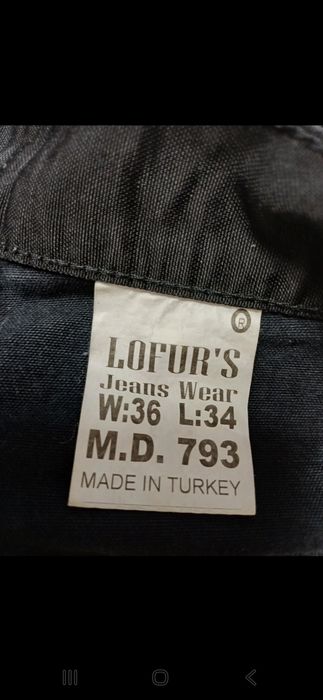 ®
LOFUR'S
Jeans Wear
W:36 L:34
M.D. 793
MADE IN TURKEY